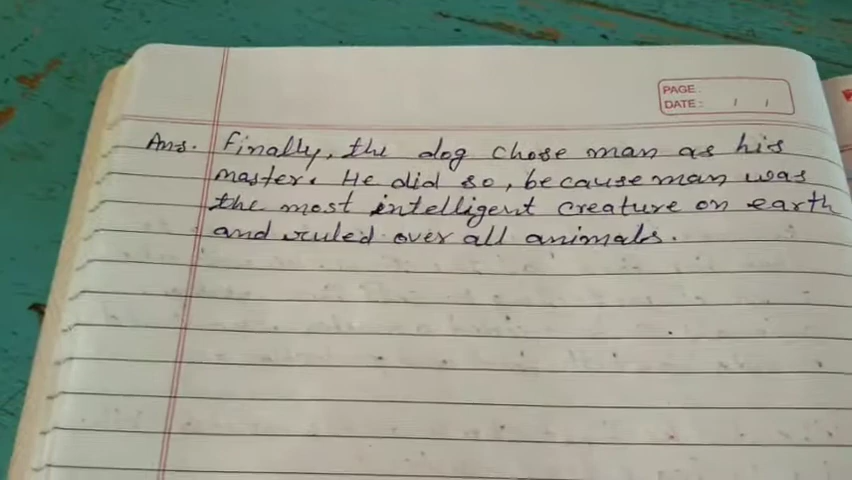 PAGE:
DATE: / /
Ans. Finally, the dog chose man as his
master. He did so, because man was
the most intelligent creature on earth
and ruled over all animals.